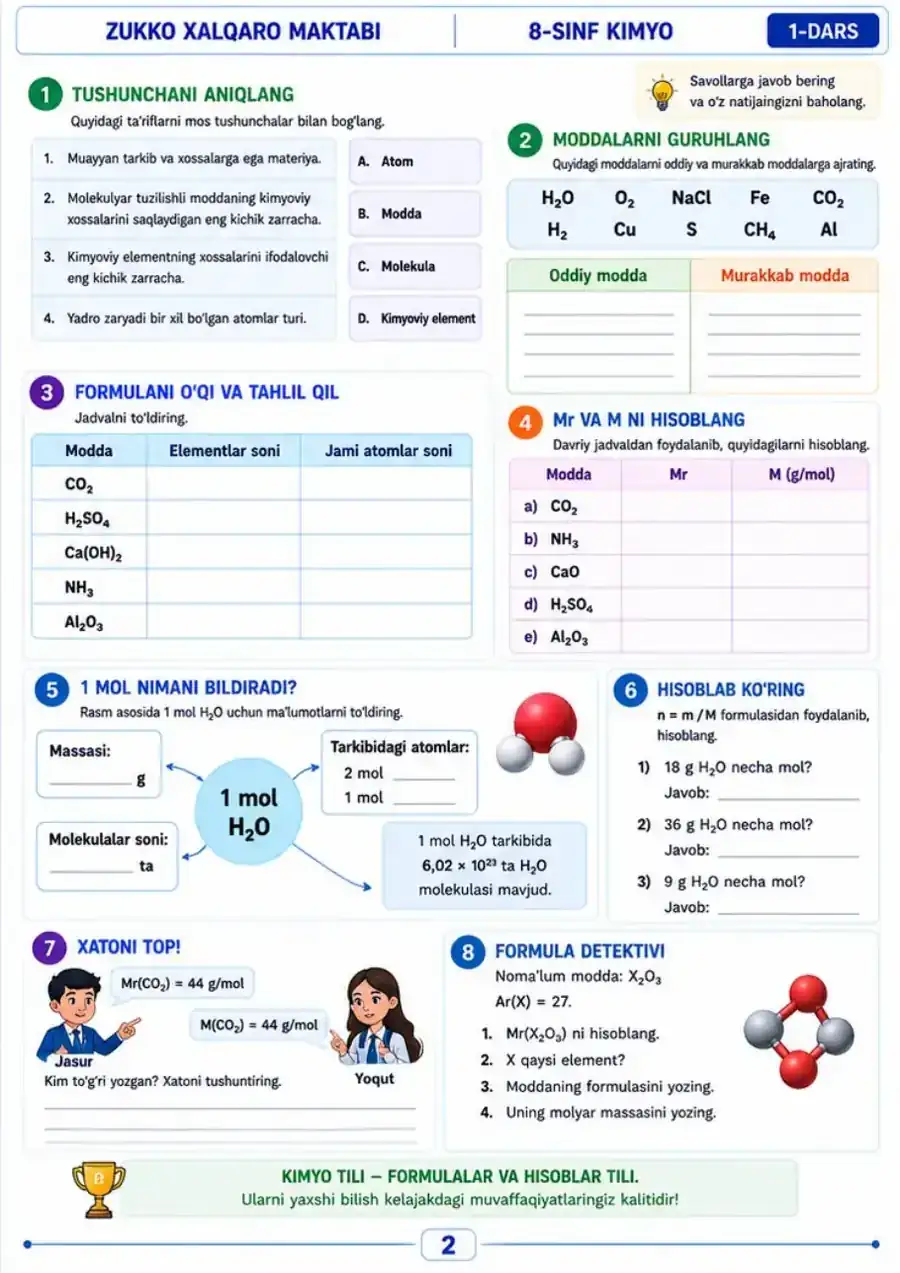 ZUKKO XALQARO MAKTABI
8-SINF KIMYO
1-DARS
1 TUSHUNCHANI ANIQLANG
Quyidagi ta'riflarni mos tushunchalar bilan bog'lang.
1. Muayyan tarkib va xossalarga ega materiya.
2. Molekulyar tuzilishli moddaning kimyoviy
xossalarini saqlaydigan eng kichik zarracha.
3. Kimyoviy elementning xossalarini ifodalovchi
eng kichik zarracha.
4. Yadro zaryadi bir xil bo'lgan atomlar turi.
A. Atom
B. Modda
C. Molekula
D. Kimyoviy element
Savollarga javob bering
va o'z natijaingizni baholang.
2 MODDALARNI GURUHLANG
Quyidagi moddalarni oddiy va murakkab moddalarga ajrating.
H₂O O₂ NaCl Fe CO₂
H₂ Cu S CH₄ Al
Oddiy modda Murakkab modda
3 FORMULANI O'QI VA TAHLIL QIL
Jadvalni to'ldiring.
Modda Elementlar soni Jami atomlar soni
CO₂
H₂SO₄
Ca(OH)₂
NH₃
Al₂O₃
4 Mr VA M NI HISOBLANG
Davriy jadvaldan foydalanib, quyidagilarni hisoblang.
Modda Mr M (g/mol)
a) CO₂
b) NH₃
c) CaO
d) H₂SO₄
e) Al₂O₃
5 1 MOL NIMANI BILDIRADI?
Rasm asosida 1 mol H₂O uchun ma'lumotlarni to'ldiring.
Massasi:
_________ g
Molekulalar soni:
_________ ta
1 mol
H₂O
Tarkibidagi atomlar:
2 mol _______
1 mol _______
1 mol H₂O tarkibida
6,02 × 10²³ ta H₂O
molekulasi mavjud.
6 HISOBLAB KO'RING
n = m / M formulasidan foydalanib,
hisoblang.
1) 18 g H₂O necha mol?
Javob: _______________
2) 36 g H₂O necha mol?
Javob: _______________
3) 9 g H₂O necha mol?
Javob: _______________
7 XATONI TOP!
Mr(CO₂) = 44 g/mol
M(CO₂) = 44 g/mol
Jasur
Yoqut
Kim to'g'ri yozgan? Xatoni tushuntiring.
8 FORMULA DETEKTIVI
Noma'lum modda: X₂O₃
Ar(X) = 27.
1. Mr(X₂O₃) ni hisoblang.
2. X qaysi element?
3. Moddaning formulasini yozing.
4. Uning molyar massasini yozing.
KIMYO TILI – FORMULALAR VA HISOBLAR TILI.
Ularni yaxshi bilish kelajakdagi muvaffaqiyatlaringiz kalitidir!
2